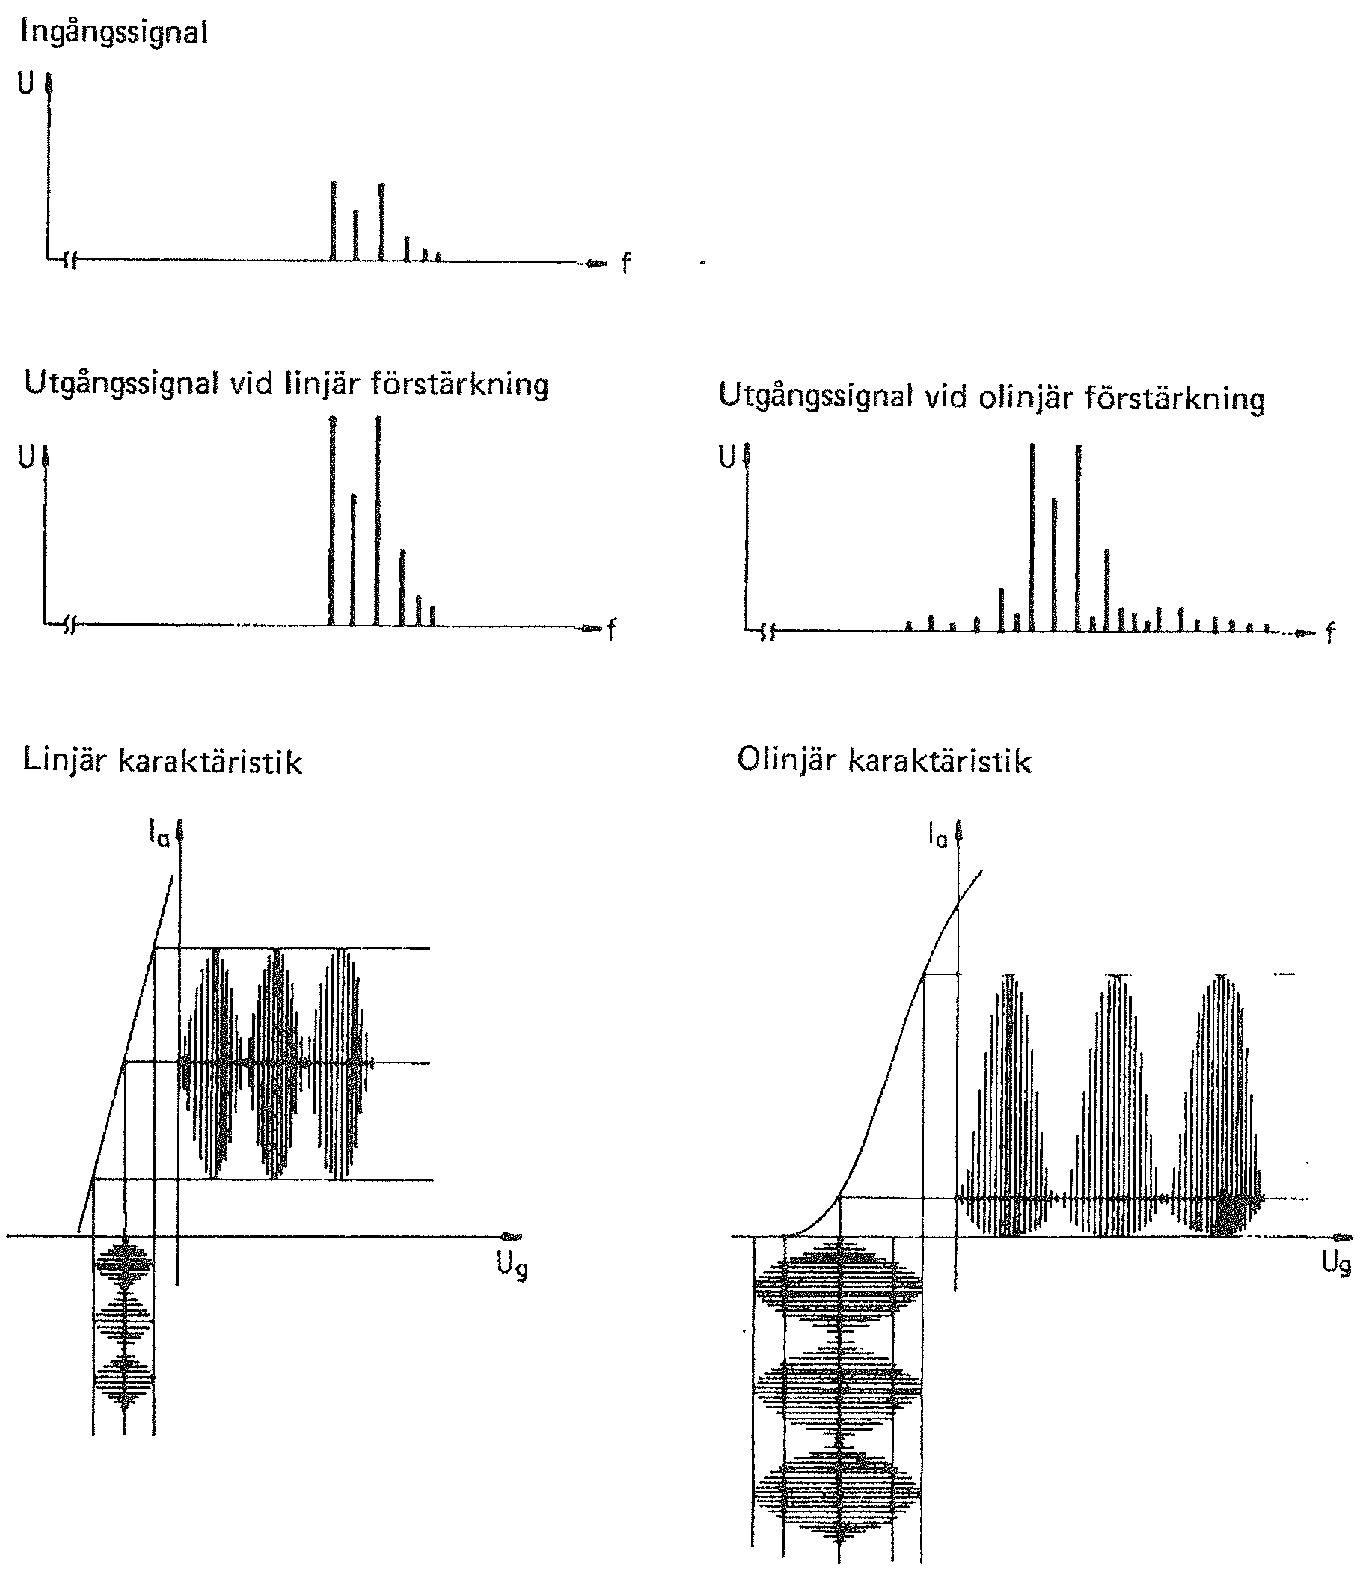 Ingångssignal
U
f
Utgångssignal vid linjär förstärkning
U
f
Utgångssignal vid olinjär förstärkning
U
f
Linjär karaktäristik
Ia
Ug
Olinjär karaktäristik
Ia
Ug